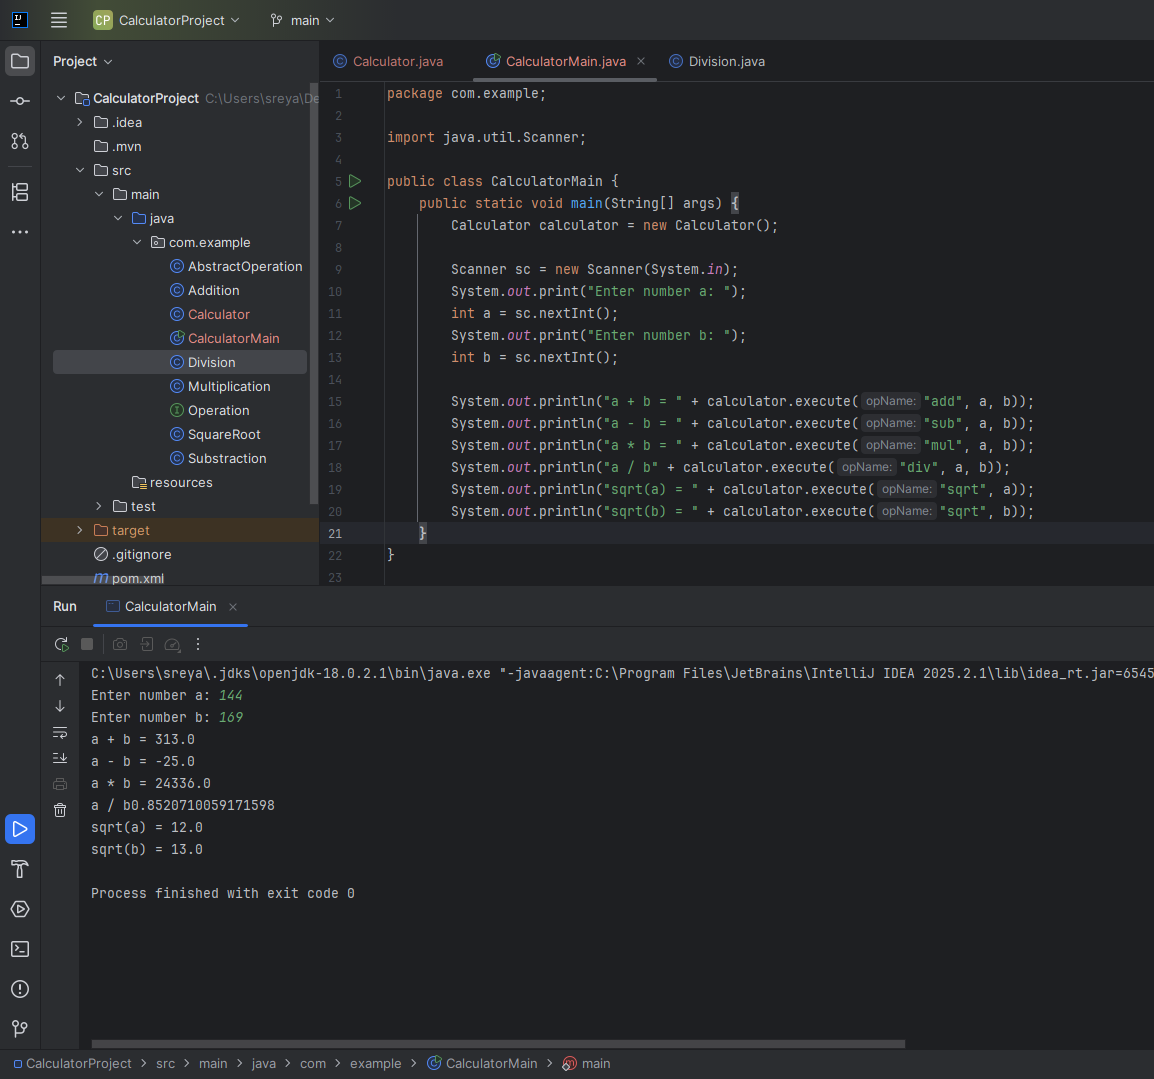 CP CalculatorProject main
Project
CalculatorProject C:\Users\sreya\De
.idea
.mvn
src
main
java
com.example
AbstractOperation
Addition
Calculator
CalculatorMain
Division
Multiplication
Operation
SquareRoot
Substraction
resources
test
target
.gitignore
pom.xml
Calculator.java CalculatorMain.java Division.java
1 package com.example;
2
3 import java.util.Scanner;
4
5 public class CalculatorMain {
6 public static void main(String[] args) {
7 Calculator calculator = new Calculator();
8
9 Scanner sc = new Scanner(System.in);
10 System.out.print("Enter number a: ");
11 int a = sc.nextInt();
12 System.out.print("Enter number b: ");
13 int b = sc.nextInt();
14
15 System.out.println("a + b = " + calculator.execute( opName: "add", a, b));
16 System.out.println("a - b = " + calculator.execute( opName: "sub", a, b));
17 System.out.println("a * b = " + calculator.execute( opName: "mul", a, b));
18 System.out.println("a / b" + calculator.execute( opName: "div", a, b));
19 System.out.println("sqrt(a) = " + calculator.execute( opName: "sqrt", a));
20 System.out.println("sqrt(b) = " + calculator.execute( opName: "sqrt", b));
21 }
22 }
23
Run CalculatorMain
C:\Users\sreya\.jdks\openjdk-18.0.2.1\bin\java.exe "-javaagent:C:\Program Files\JetBrains\IntelliJ IDEA 2025.2.1\lib\idea_rt.jar=6545
Enter number a: 144
Enter number b: 169
a + b = 313.0
a - b = -25.0
a * b = 24336.0
a / b0.8520710059171598
sqrt(a) = 12.0
sqrt(b) = 13.0
Process finished with exit code 0
CalculatorProject > src > main > java > com > example > CalculatorMain > main